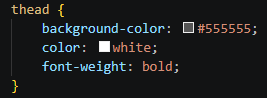 thead {
    background-color: #555555;
    color: white;
    font-weight: bold;
}